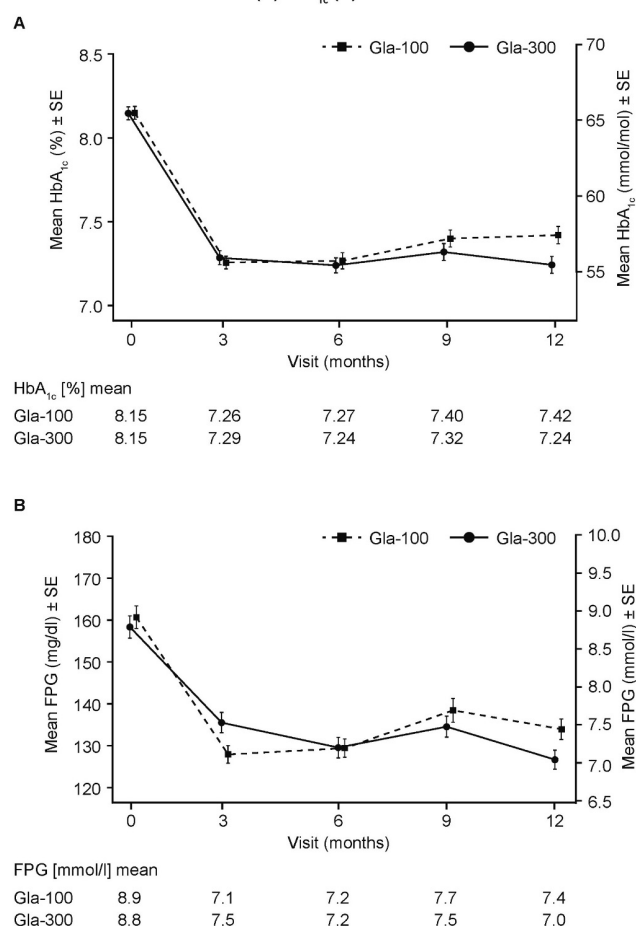 A
8.5
8.0
7.5
7.0
Mean HbA1c (%) ± SE
Gla-100
Gla-300
70
65
60
55
Mean HbA1c (mmol/mol) ± SE
0 3 6 9 12
Visit (months)
HbA1c [%] mean
Gla-100 8.15 7.26 7.27 7.40 7.42
Gla-300 8.15 7.29 7.24 7.32 7.24
B
180
170
160
150
140
130
120
Mean FPG (mg/dl) ± SE
Gla-100
Gla-300
10.0
9.5
9.0
8.5
8.0
7.5
7.0
6.5
Mean FPG (mmol/l) ± SE
0 3 6 9 12
Visit (months)
FPG [mmol/l] mean
Gla-100 8.9 7.1 7.2 7.7 7.4
Gla-300 8.8 7.5 7.2 7.5 7.0